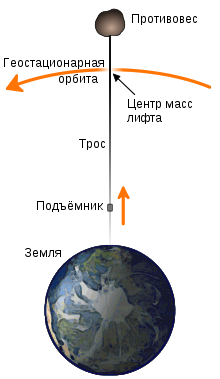 Противовес
Геостационарная
орбита
Центр масс
лифта
Трос
Подъёмник
Земля